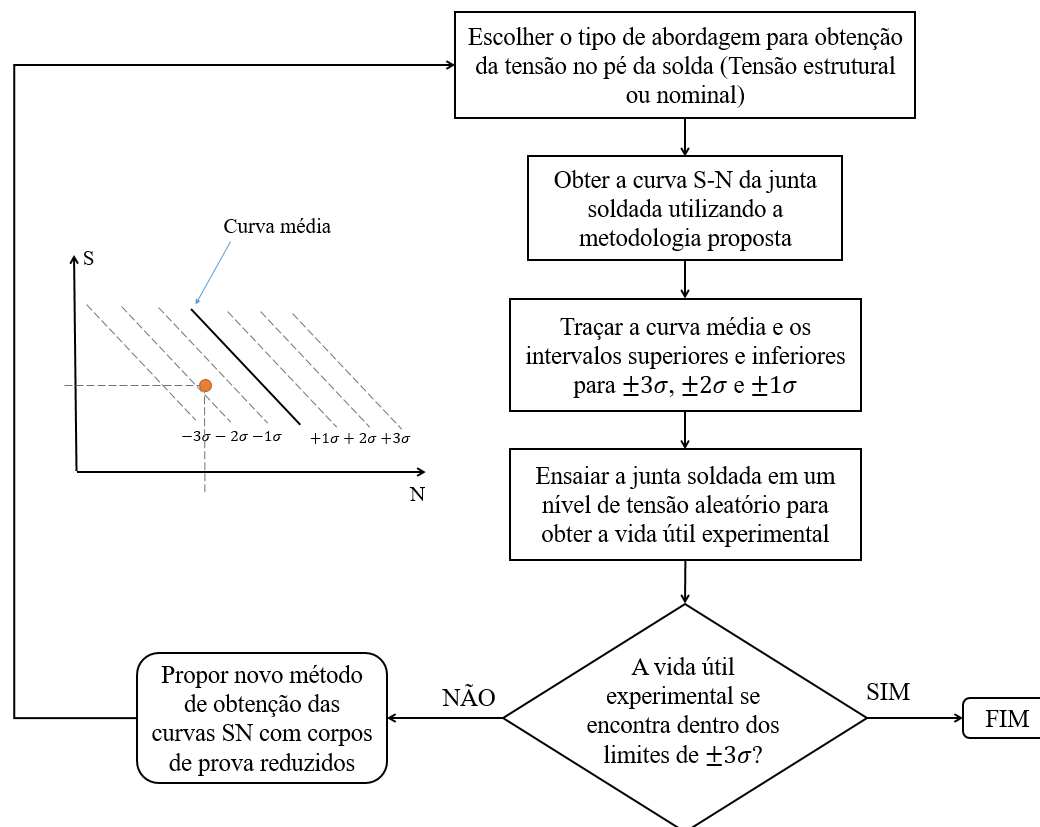 Escolher o tipo de abordagem para obtenção
da tensão no pé da solda (Tensão estrutural
ou nominal)
Obter a curva S-N da junta
soldada utilizando a
metodologia proposta
Traçar a curva média e os
intervalos superiores e inferiores
para ±3σ, ±2σ e ±1σ
Ensaiar a junta soldada em um
nível de tensão aleatório para
obter a vida útil experimental
A vida útil
experimental se
encontra dentro dos
limites de ±3σ?
SIM
FIM
NÃO
Propor novo método
de obtenção das
curvas SN com corpos
de prova reduzidos
Curva média
S
−3σ − 2σ −1σ
+1σ + 2σ +3σ
N